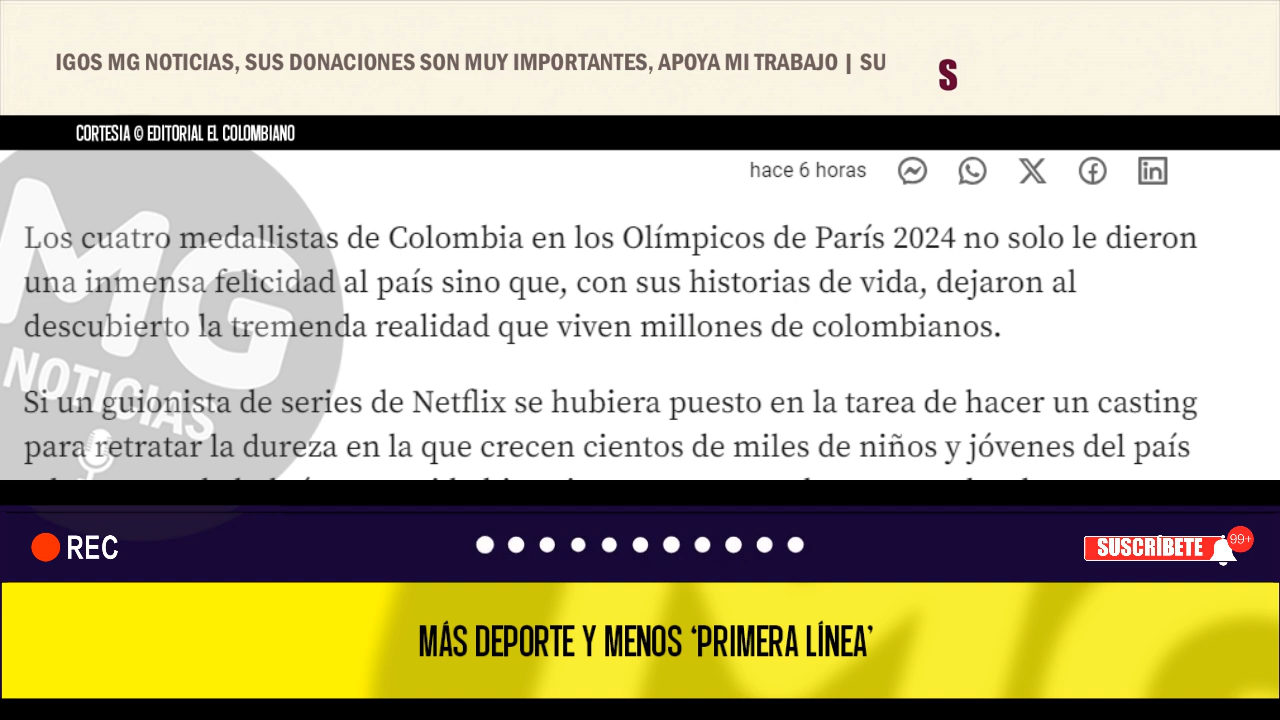 IGOS MG NOTICIAS, SUS DONACIONES SON MUY IMPORTANTES, APOYA MI TRABAJO | SU
S
CORTESIA © EDITORIAL EL COLOMBIANO
hace 6 horas
Los cuatro medallistas de Colombia en los Olímpicos de París 2024 no solo le dieron
una inmensa felicidad al país sino que, con sus historias de vida, dejaron al
descubierto la tremenda realidad que viven millones de colombianos.
Si un guionista de series de Netflix se hubiera puesto en la tarea de hacer un casting
para retratar la dureza en la que crecen cientos de miles de niños y jóvenes del país
MG
NOTICIAS
REC
SUSCRÍBETE
99+
MÁS DEPORTE Y MENOS ‘PRIMERA LÍNEA’